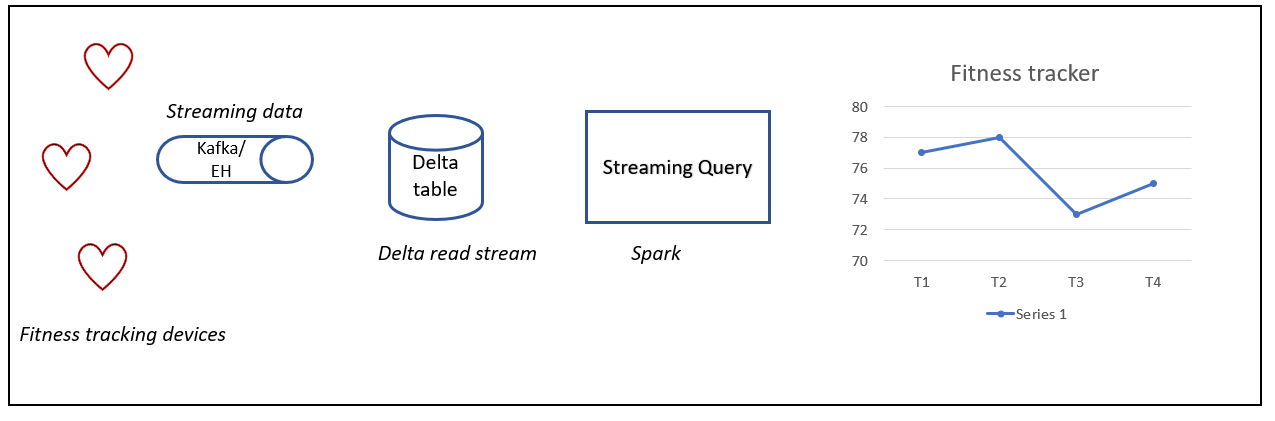 Streaming data
Kafka/
EH
Fitness tracking devices
Delta
table
Delta read stream
Streaming Query
Spark
Fitness tracker
80
78
76
74
72
70
T1 T2 T3 T4
Series 1